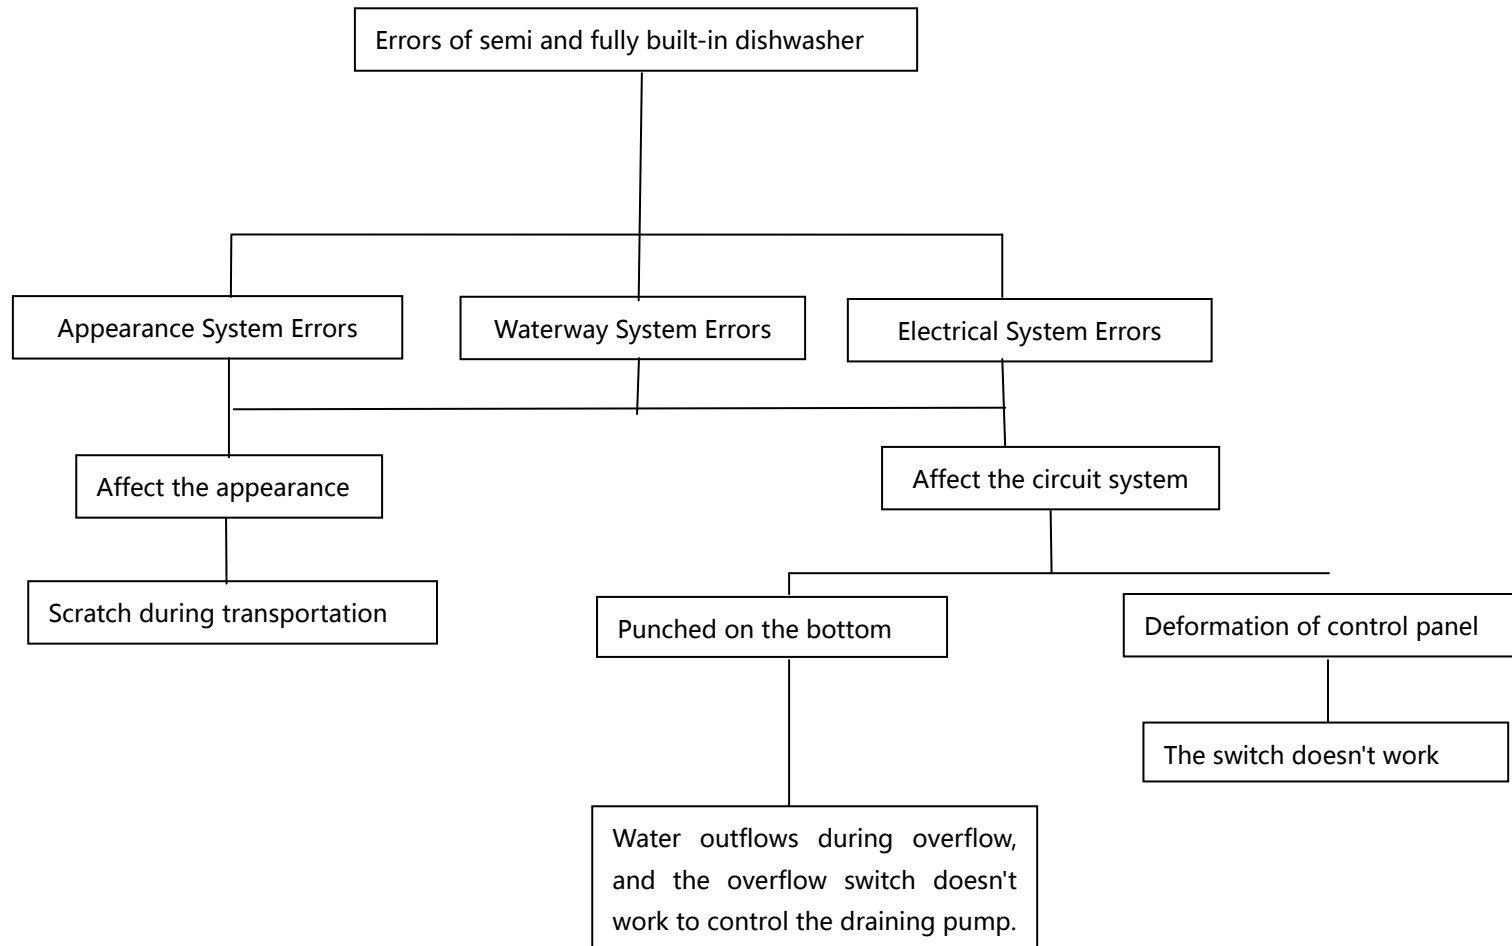 Errors of semi and fully built-in dishwasher
Appearance System Errors
Waterway System Errors
Electrical System Errors
Affect the appearance
Affect the circuit system
Scratch during transportation
Punched on the bottom
Deformation of control panel
The switch doesn't work
Water outflows during overflow,
and the overflow switch doesn't
work to control the draining pump.